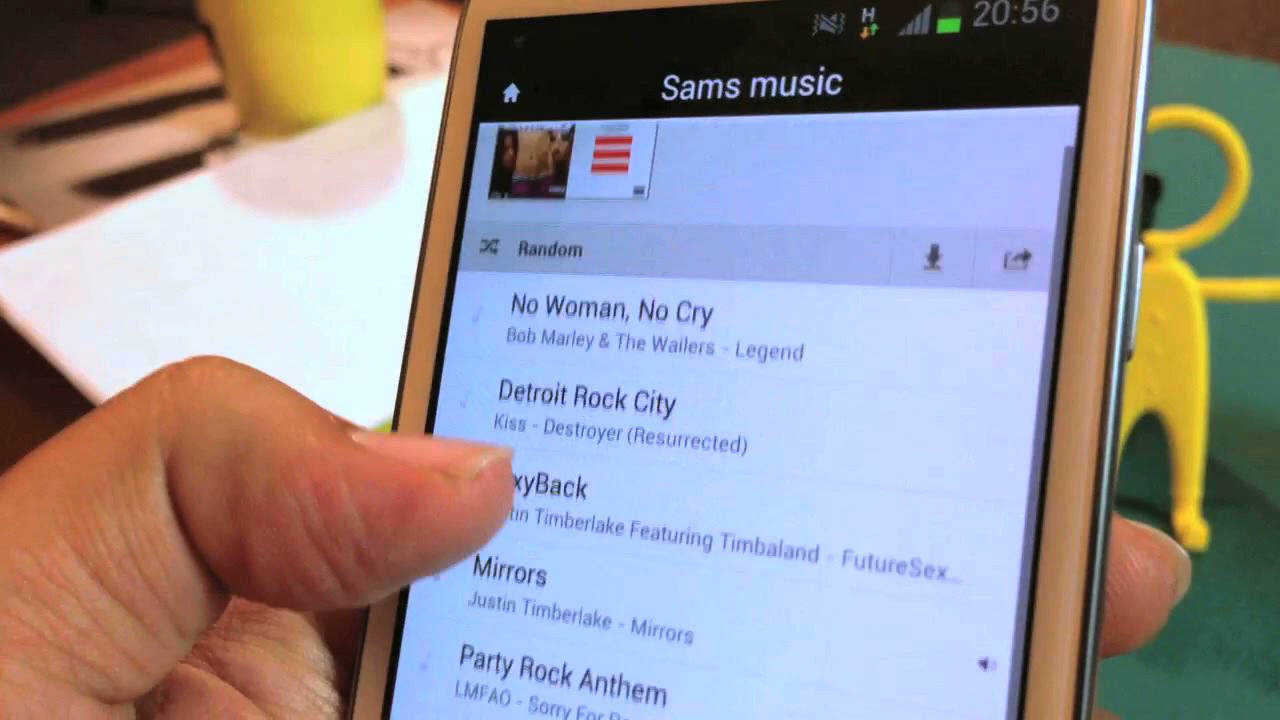 H
20:56
Sams music
Random
No Woman, No Cry
Bob Marley & The Wailers - Legend
Detroit Rock City
Kiss - Destroyer (Resurrected)
xyBack
tin Timberlake Featuring Timbaland - FutureSex...
Mirrors
Justin Timberlake - Mirrors
Party Rock Anthem
LMFAO - Sorry For